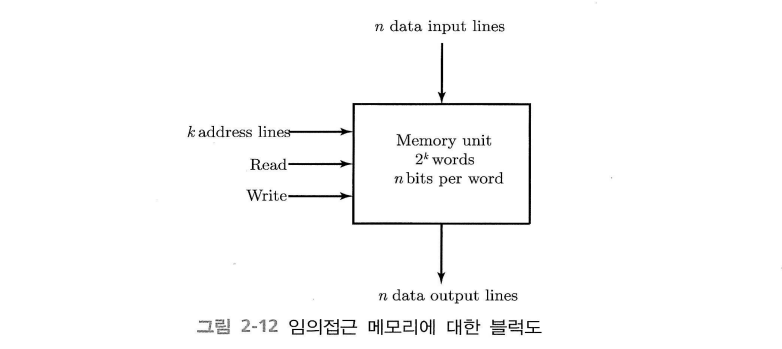 n data input lines
k address lines
Read
Write
Memory unit
2^k words
n bits per word
n data output lines
그림 2-12 임의접근 메모리에 대한 블럭도